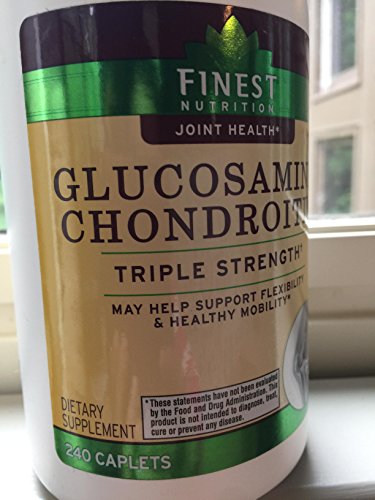 FINEST
NUTRITION
JOINT HEALTH*
GLUCOSAMIN
CHONDROITI
TRIPLE STRENGTH†
MAY HELP SUPPORT FLEXIBILITY
& HEALTHY MOBILITY*
*These statements have not been evaluated
by the Food and Drug Administration. This
product is not intended to diagnose, treat,
cure or prevent any disease.
DIETARY
SUPPLEMENT
240 CAPLETS